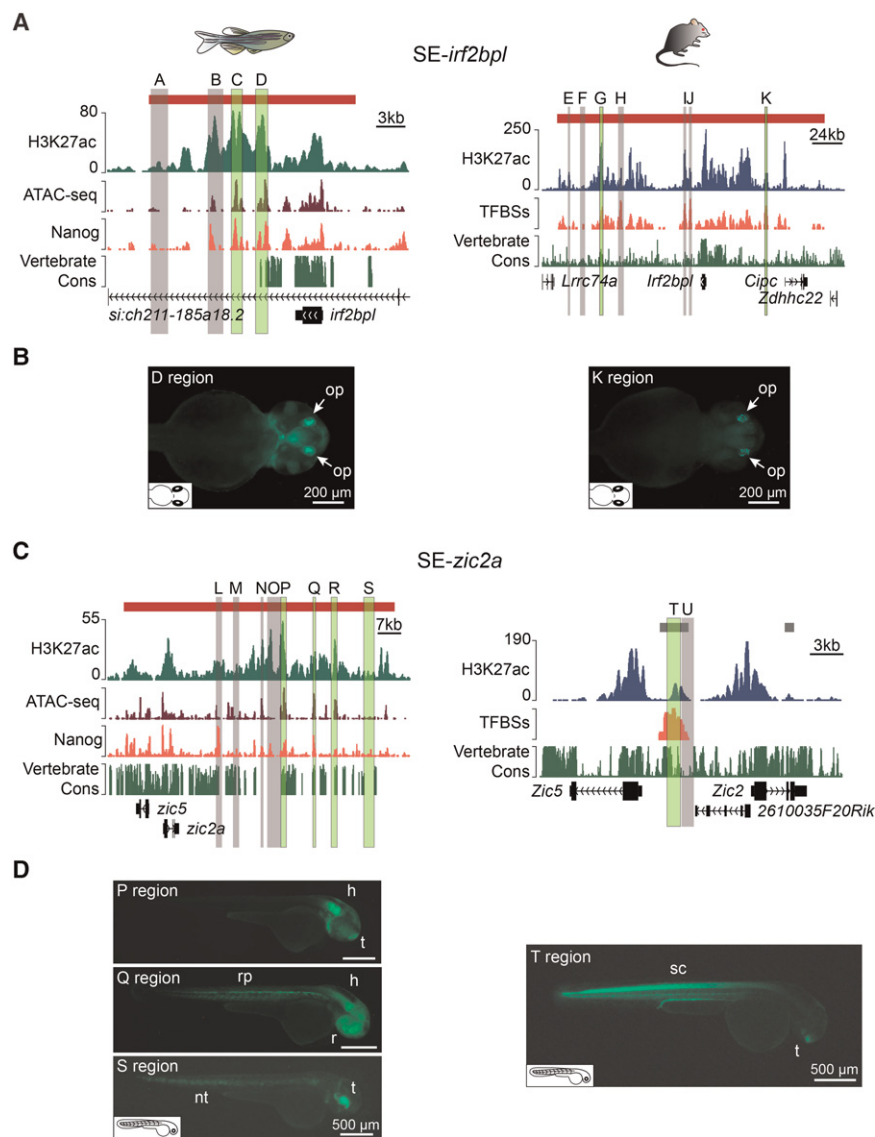 A
SE-irf2bpl
A B C D
3kb
80
H3K27ac
0
ATAC-seq
Nanog
Vertebrate
Cons
si:ch211-185a18.2 irf2bpl
E F G H IJ K
24kb
250
H3K27ac
0
TFBSs
Vertebrate
Cons
Lrrc74a Irf2bpl Cipc
Zdhhc22
B
D region
op
op
200 µm
K region
op
op
200 µm
C
SE-zic2a
L M N O P Q R S
7kb
55
H3K27ac
0
ATAC-seq
Nanog
Vertebrate
Cons
zic5
zic2a
T U
3kb
190
H3K27ac
0
TFBSs
Vertebrate
Cons
Zic5 Zic2
2610035F20Rik
D
P region
h
t
Q region
rp
h
r
S region
t
nt
500 µm
T region
sc
t
500 µm